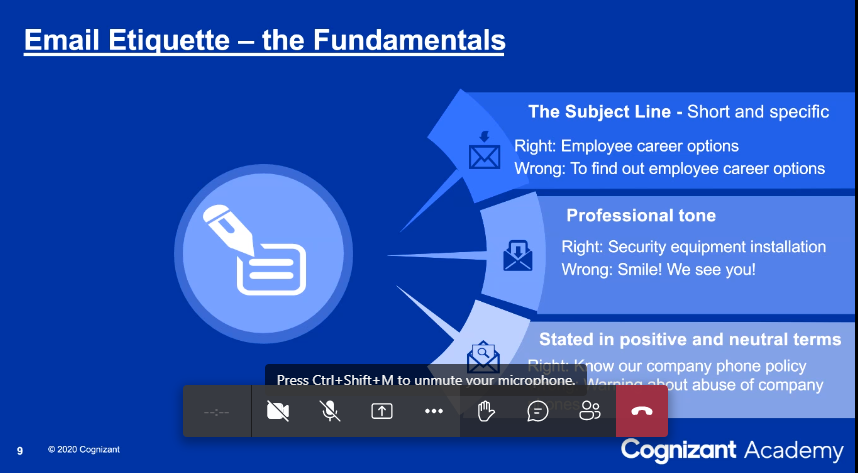 Email Etiquette – the Fundamentals
The Subject Line - Short and specific
Right: Employee career options
Wrong: To find out employee career options
Professional tone
Right: Security equipment installation
Wrong: Smile! We see you!
Stated in positive and neutral terms
Right: Know our company phone policy
Warning about abuse of company
Press Ctrl+Shift+M to unmute your microphone.
--:--
9
© 2020 Cognizant
Cognizant Academy